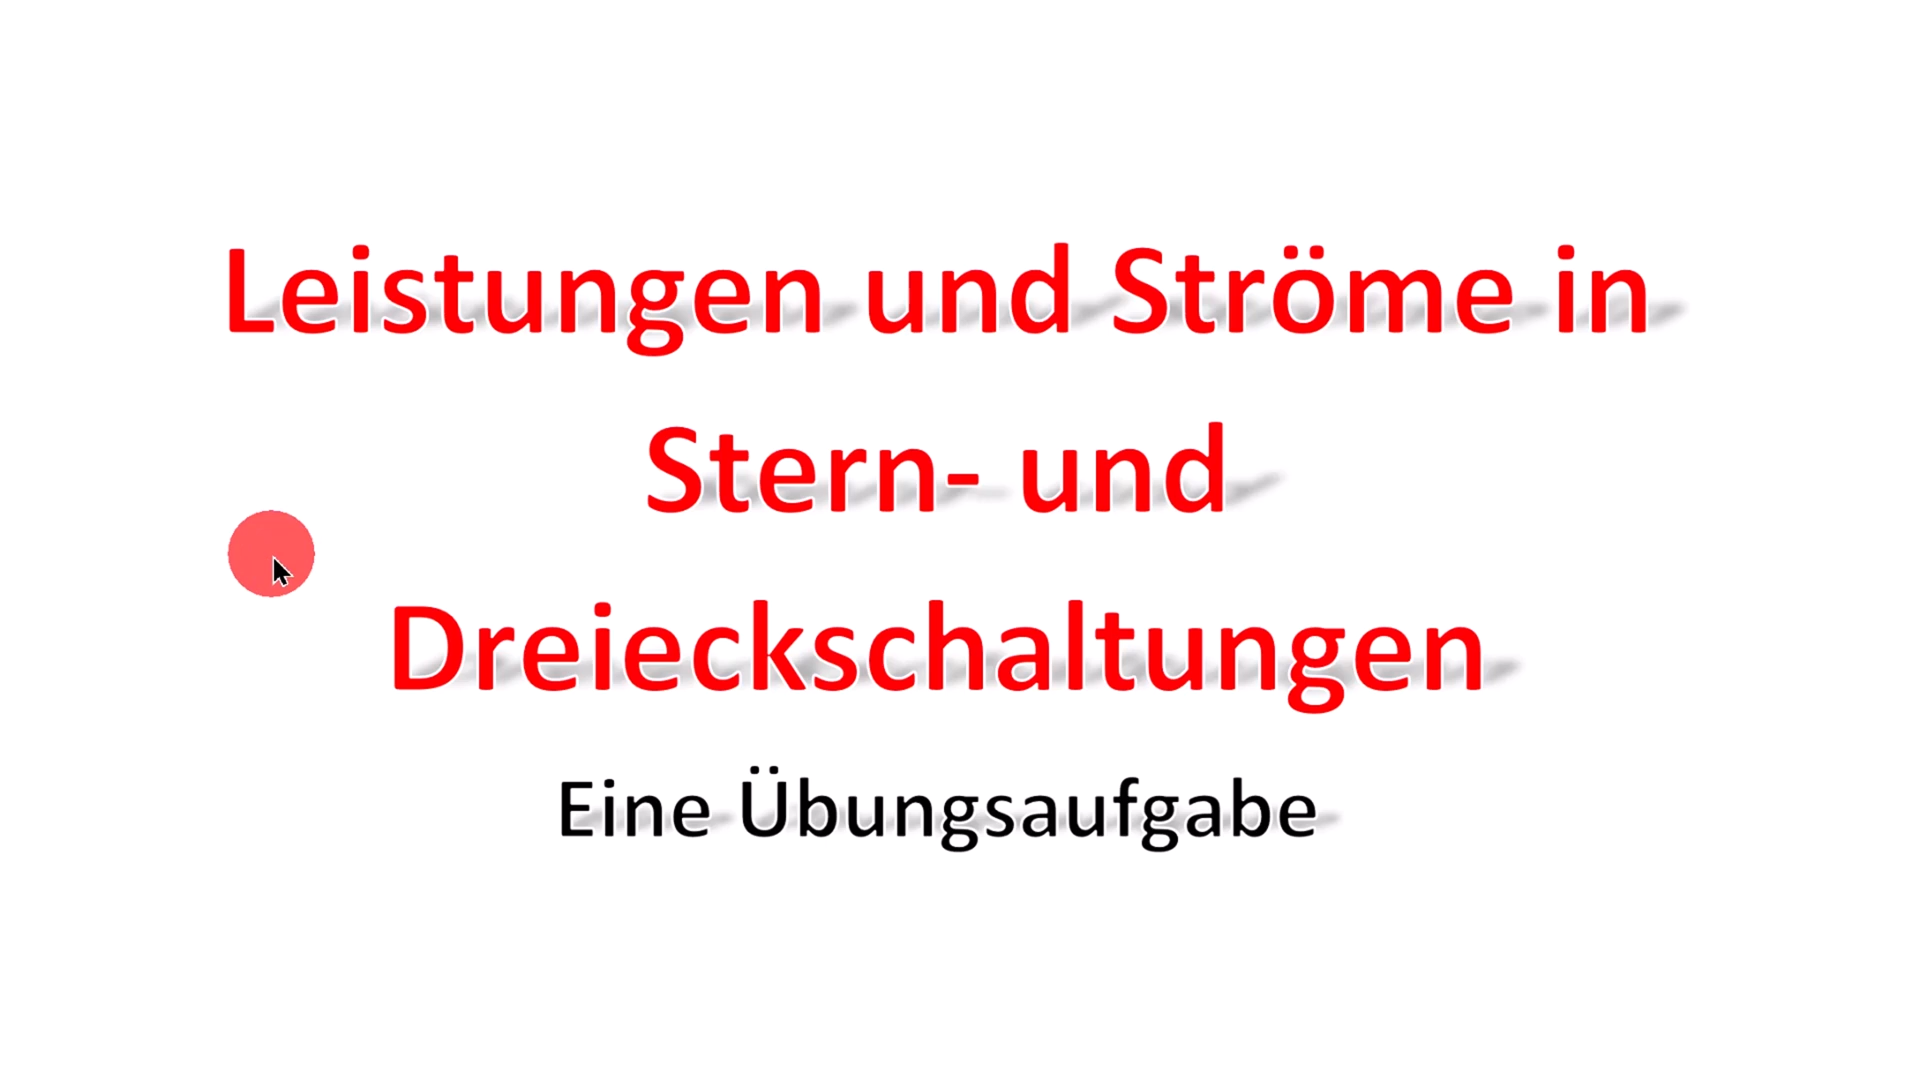 Leistungen und Ströme in
Stern- und
Dreieckschaltungen
Eine Übungsaufgabe